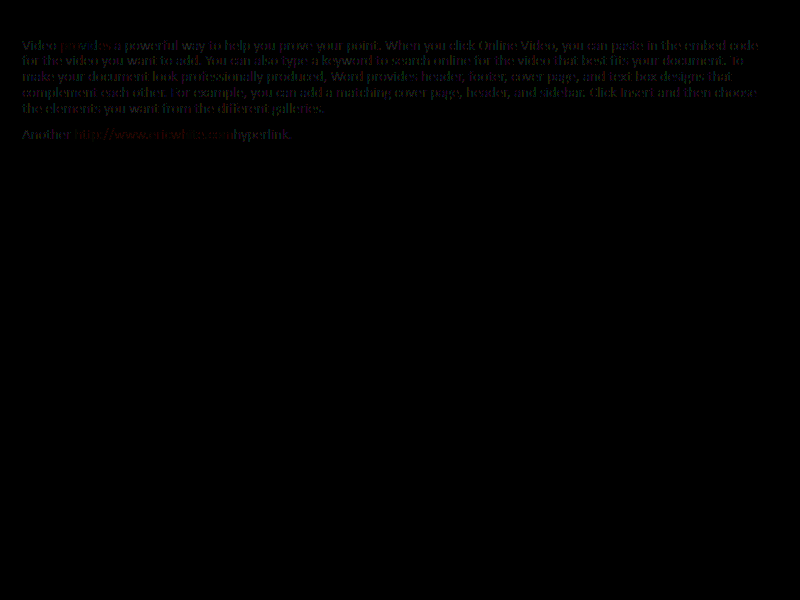 Video provides a powerful way to help you prove your point. When you click Online Video, you can paste in the embed code
for the video you want to add. You can also type a keyword to search online for the video that best fits your document. To
make your document look professionally produced, Word provides header, footer, cover page, and text box designs that
complement each other. For example, you can add a matching cover page, header, and sidebar. Click Insert and then choose
the elements you want from the different galleries.
Another http://www.ericwhite.comhyperlink.